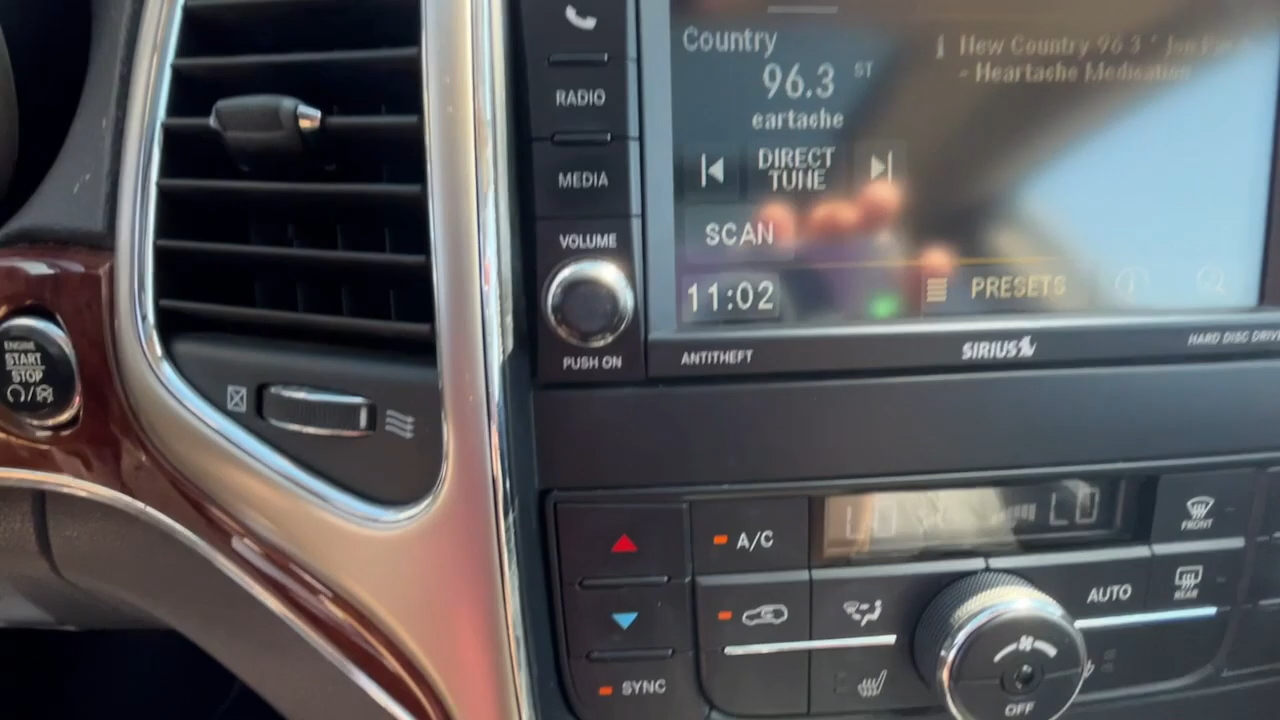 Country
96.3 ST
eartache
i New Country 96 3 *
- Heartache Medication
DIRECT
TUNE
SCAN
11:02
PRESETS
RADIO
MEDIA
VOLUME
PUSH ON
ANTITHEFT
SIRIUS
HARD DISC DRIV
ENGINE
START
STOP
A/C
LO
LO
FRONT
AUTO
REAR
SYNC
OFF